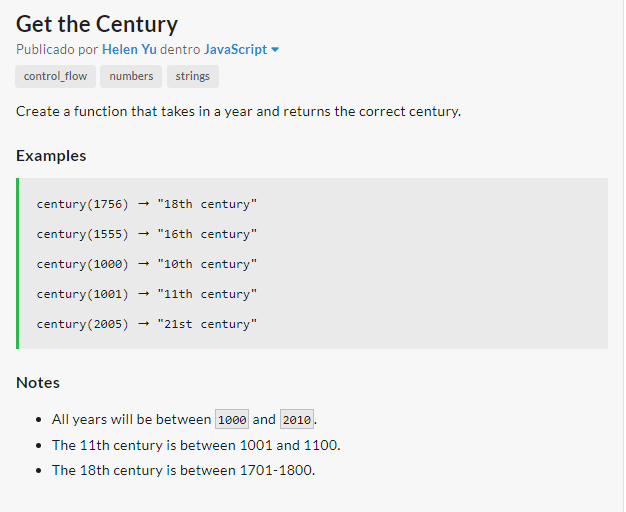 Get the Century
Publicado por Helen Yu dentro JavaScript
control_flow numbers strings
Create a function that takes in a year and returns the correct century.
Examples
century(1756) → "18th century"
century(1555) → "16th century"
century(1000) → "10th century"
century(1001) → "11th century"
century(2005) → "21st century"
Notes
• All years will be between 1000 and 2010.
• The 11th century is between 1001 and 1100.
• The 18th century is between 1701-1800.